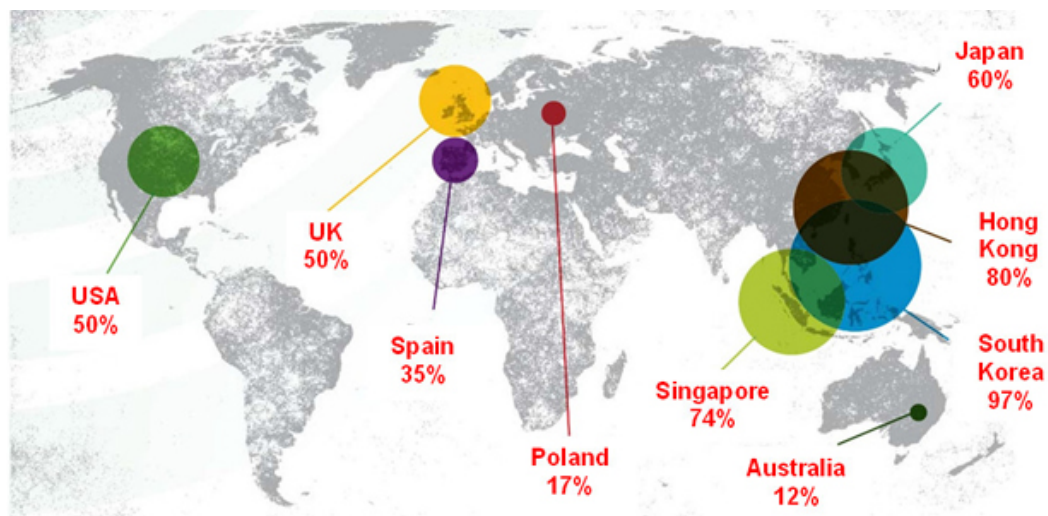 Japan
60%
UK
50%
Hong
Kong
80%
USA
50%
Spain
35%
South
Korea
97%
Singapore
74%
Poland
17%
Australia
12%